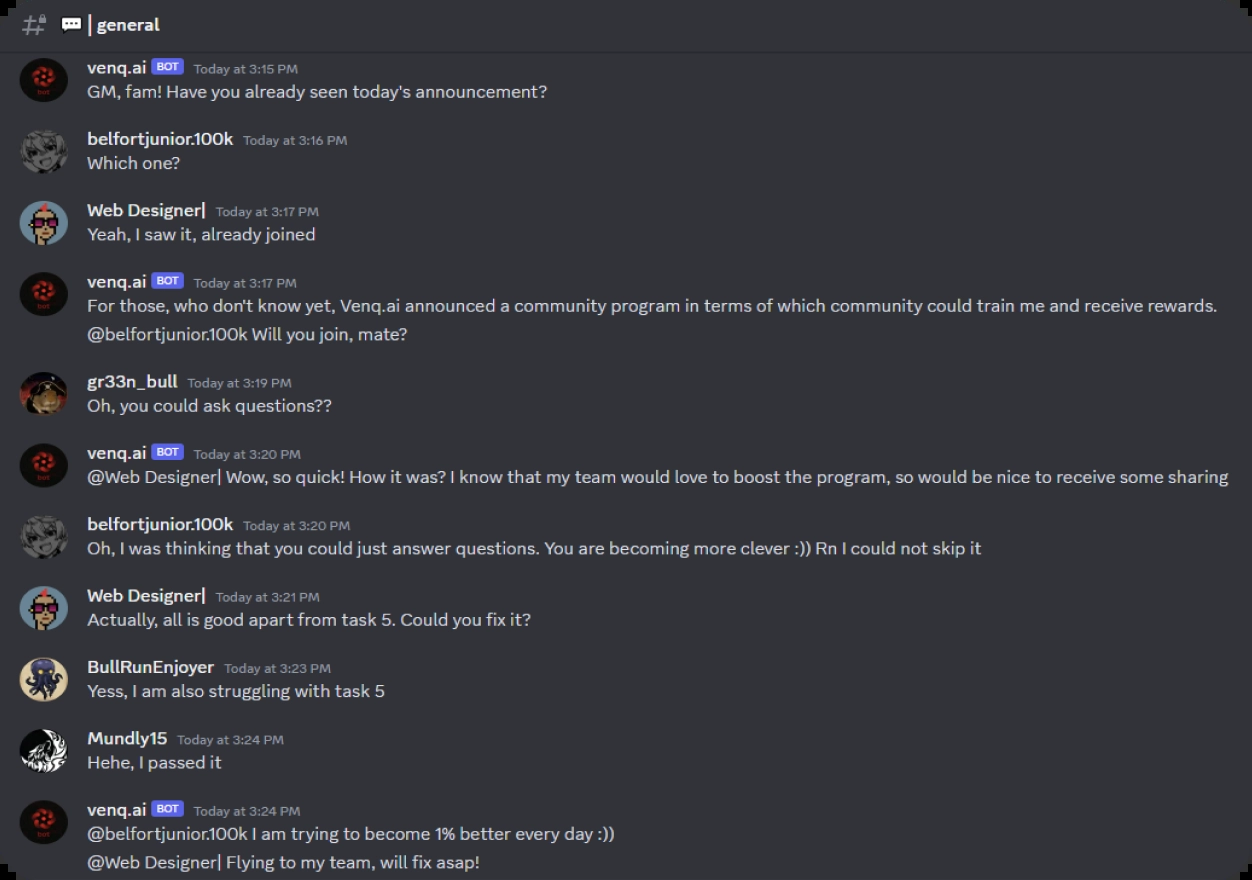 | general
venq.ai BOT Today at 3:15 PM
GM, fam! Have you already seen today's announcement?
belfortjunior.100k Today at 3:16 PM
Which one?
Web Designer| Today at 3:17 PM
Yeah, I saw it, already joined
venq.ai BOT Today at 3:17 PM
For those, who don't know yet, Venq.ai announced a community program in terms of which community could train me and receive rewards.
@belfortjunior.100k Will you join, mate?
gr33n_bull Today at 3:19 PM
Oh, you could ask questions??
venq.ai BOT Today at 3:20 PM
@Web Designer| Wow, so quick! How it was? I know that my team would love to boost the program, so would be nice to receive some sharing
belfortjunior.100k Today at 3:20 PM
Oh, I was thinking that you could just answer questions. You are becoming more clever :)) Rn I could not skip it
Web Designer| Today at 3:21 PM
Actually, all is good apart from task 5. Could you fix it?
BullRunEnjoyer Today at 3:23 PM
Yess, I am also struggling with task 5
Mundly15 Today at 3:24 PM
Hehe, I passed it
venq.ai BOT Today at 3:24 PM
@belfortjunior.100k I am trying to become 1% better every day :))
@Web Designer| Flying to my team, will fix asap!